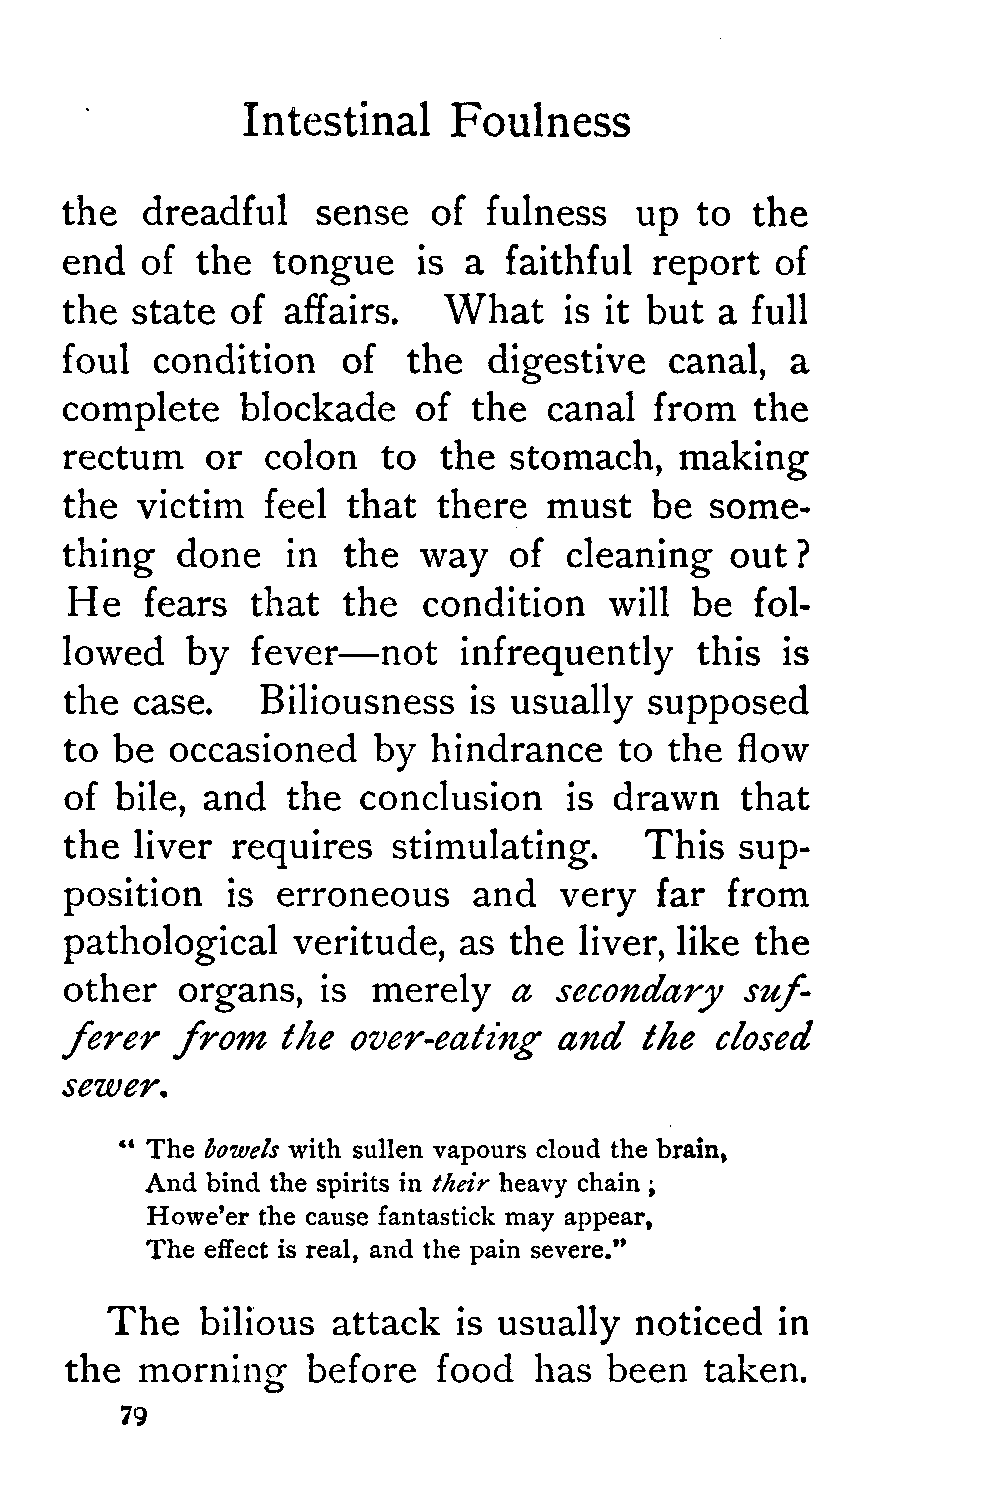 Intestinal Foulness
the dreadful sense of fulness up to the
end of the tongue is a faithful report of
the state of affairs. What is it but a full
foul condition of the digestive canal, a
complete blockade of the canal from the
rectum or colon to the stomach, making
the victim feel that there must be some-
thing done in the way of cleaning out?
He fears that the condition will be fol-
lowed by fever—not infrequently this is
the case. Biliousness is usually supposed
to be occasioned by hindrance to the flow
of bile, and the conclusion is drawn that
the liver requires stimulating. This sup-
position is erroneous and very far from
pathological veritude, as the liver, like the
other organs, is merely a secondary suf-
ferer from the over-eating and the closed
sewer.
“ The bowels with sullen vapours cloud the brain,
And bind the spirits in their heavy chain ;
Howe'er the cause fantastick may appear,
The effect is real, and the pain severe.”
The bilious attack is usually noticed in
the morning before food has been taken.
79